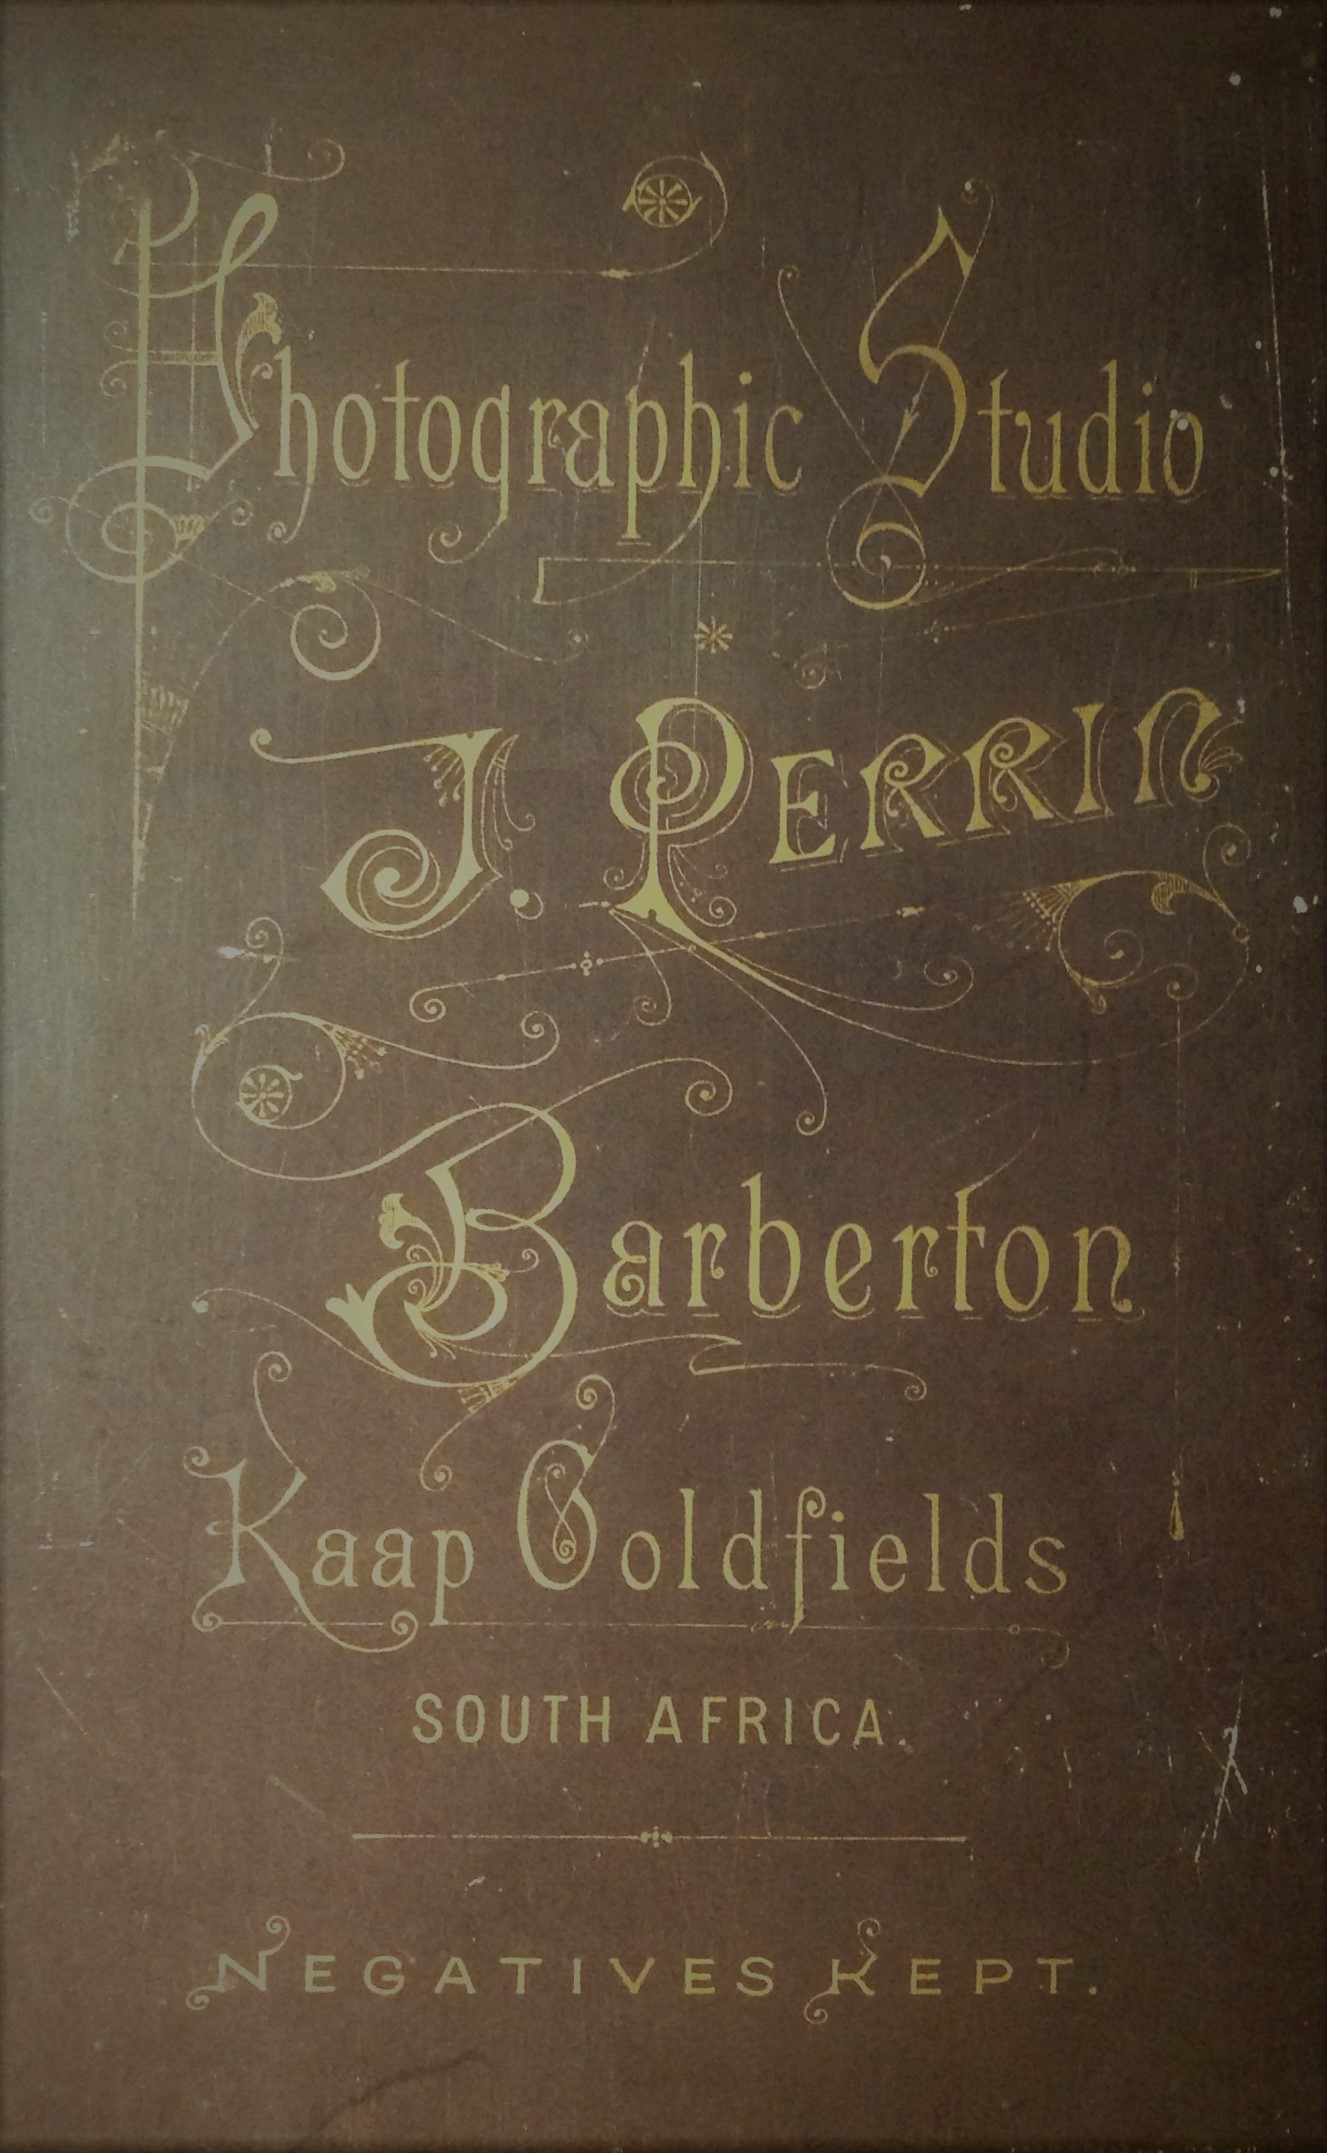 Photographic Studio
J. PERRIN
Barberton
Kaap Goldfields
SOUTH AFRICA.
NEGATIVES KEPT.